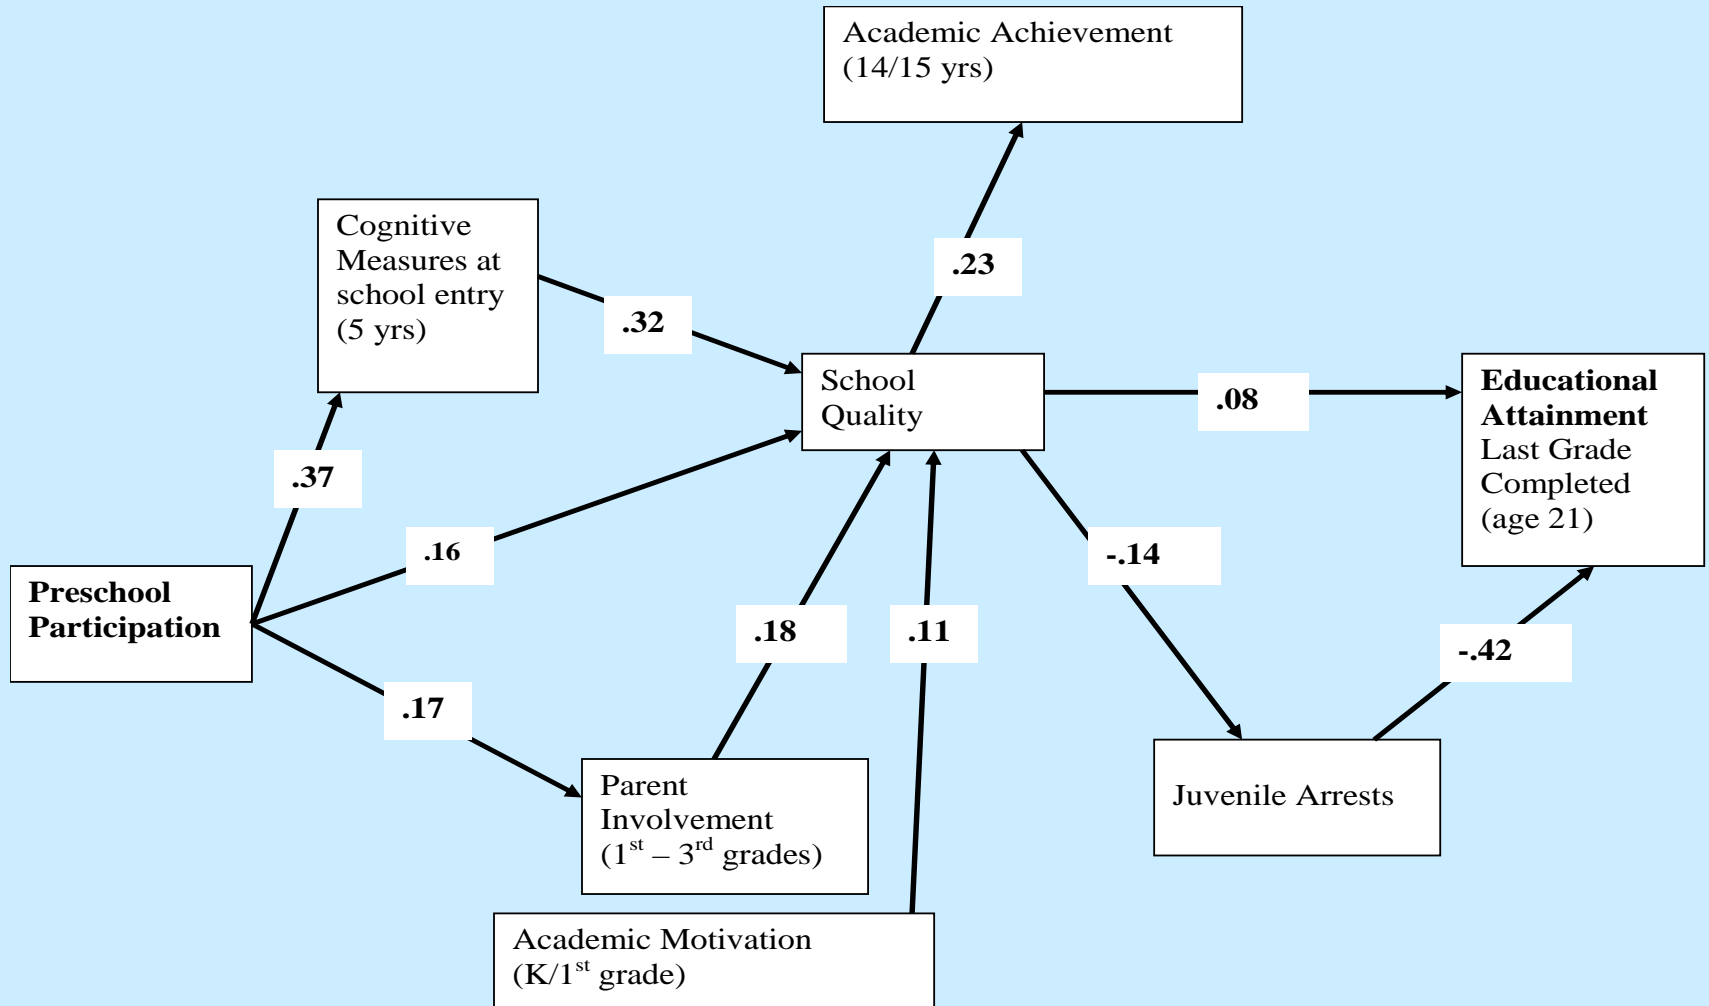 Academic Achievement
(14/15 yrs)
Cognitive
Measures at
school entry
(5 yrs)
.23
.32
School
Quality
.08
Educational
Attainment
Last Grade
Completed
(age 21)
.37
.16
-.14
Preschool
Participation
.18
.11
-.42
.17
Parent
Involvement
(1st – 3rd grades)
Juvenile Arrests
Academic Motivation
(K/1st grade)